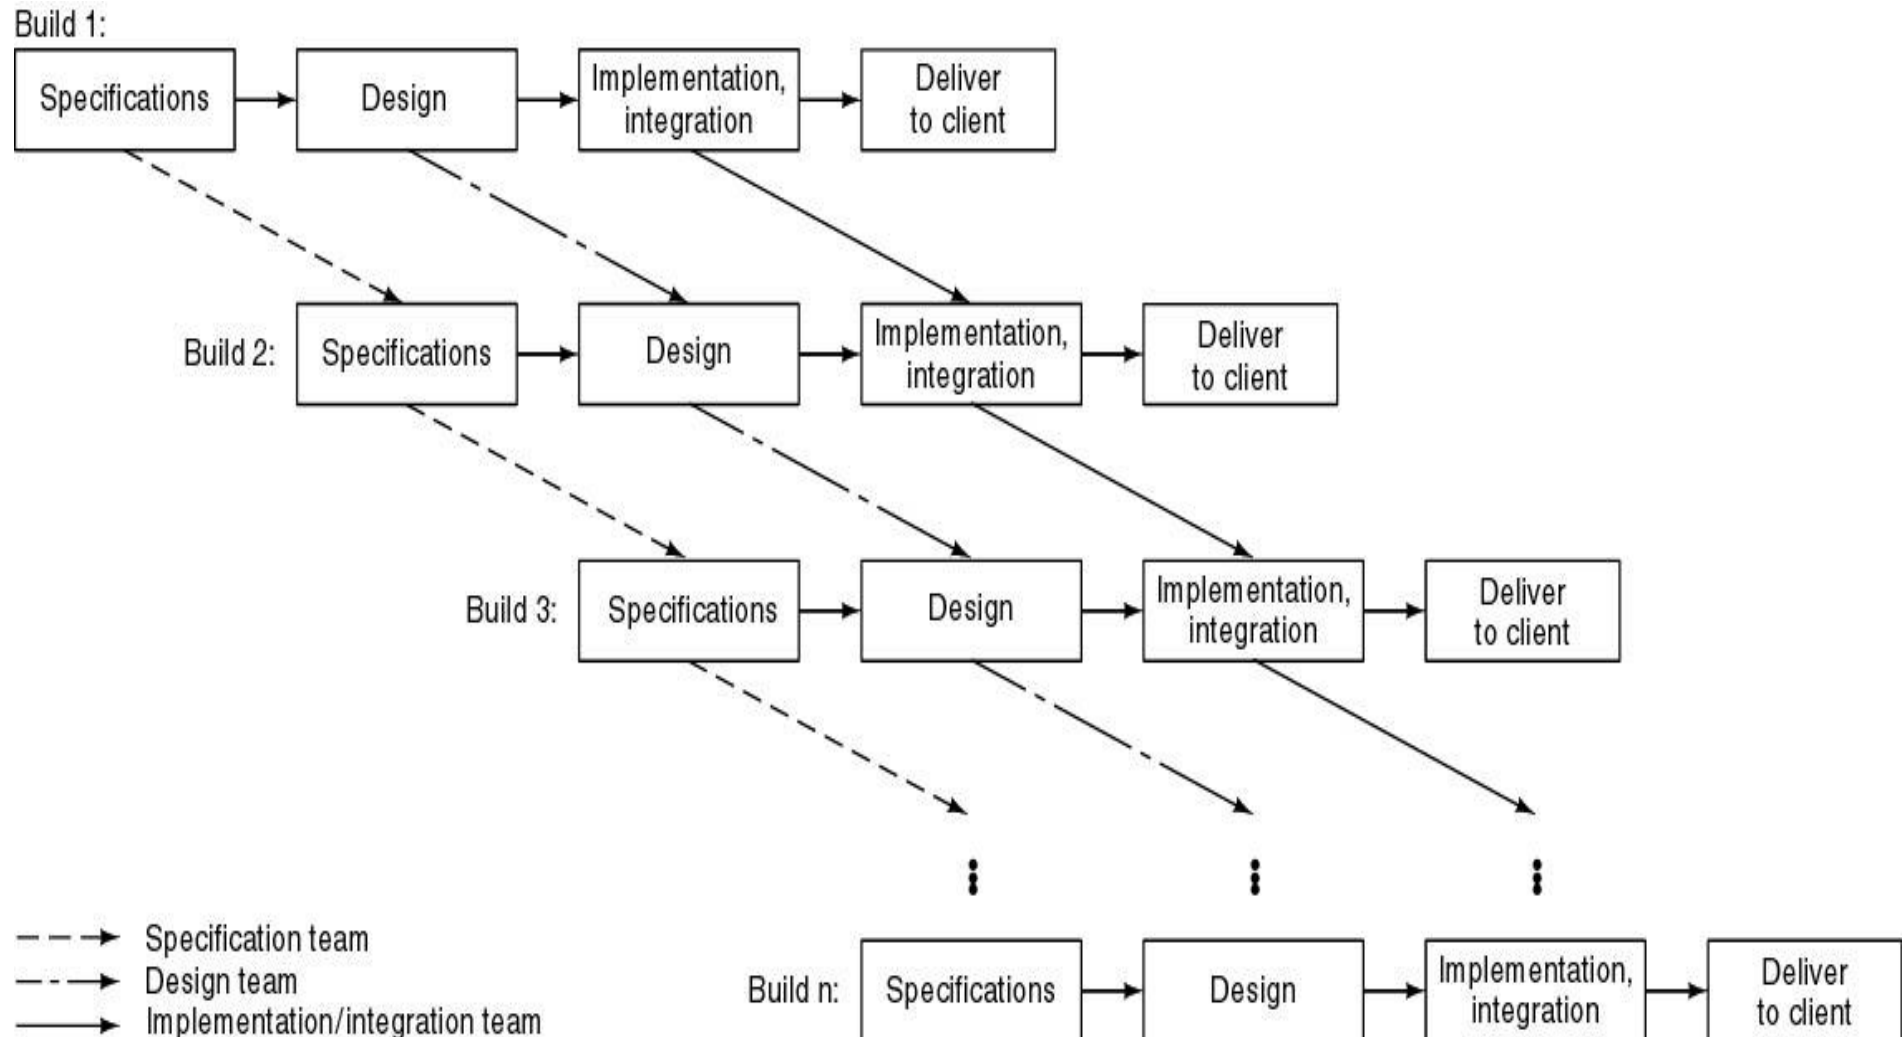 Build 1:
Specifications
Design
Implementation,
integration
Deliver
to client
Build 2:
Specifications
Design
Implementation,
integration
Deliver
to client
Build 3:
Specifications
Design
Implementation,
integration
Deliver
to client
Specification team
Design team
Implementation/integration team
Build n:
Specifications
Design
Implementation,
integration
Deliver
to client